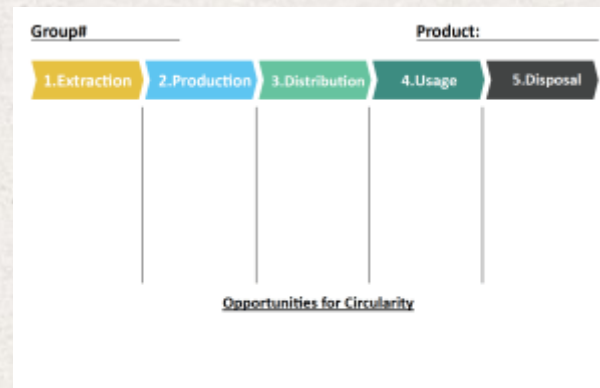 Group#
Product:
1.Extraction
2.Production
3.Distribution
4.Usage
5.Disposal
Opportunities for Circularity